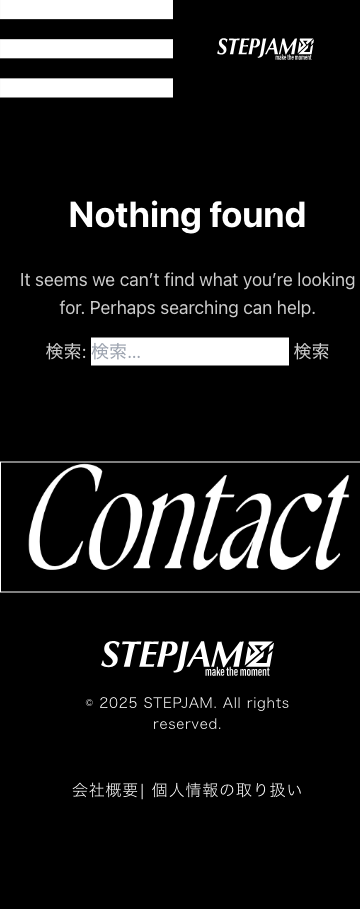 STEPJAM
make the moment
Nothing found
It seems we can’t find what you’re looking
for. Perhaps searching can help.
検索: 検索… 検索
Contact
STEPJAM
make the moment
© 2025 STEPJAM. All rights
reserved.
会社概要| 個人情報の取り扱い